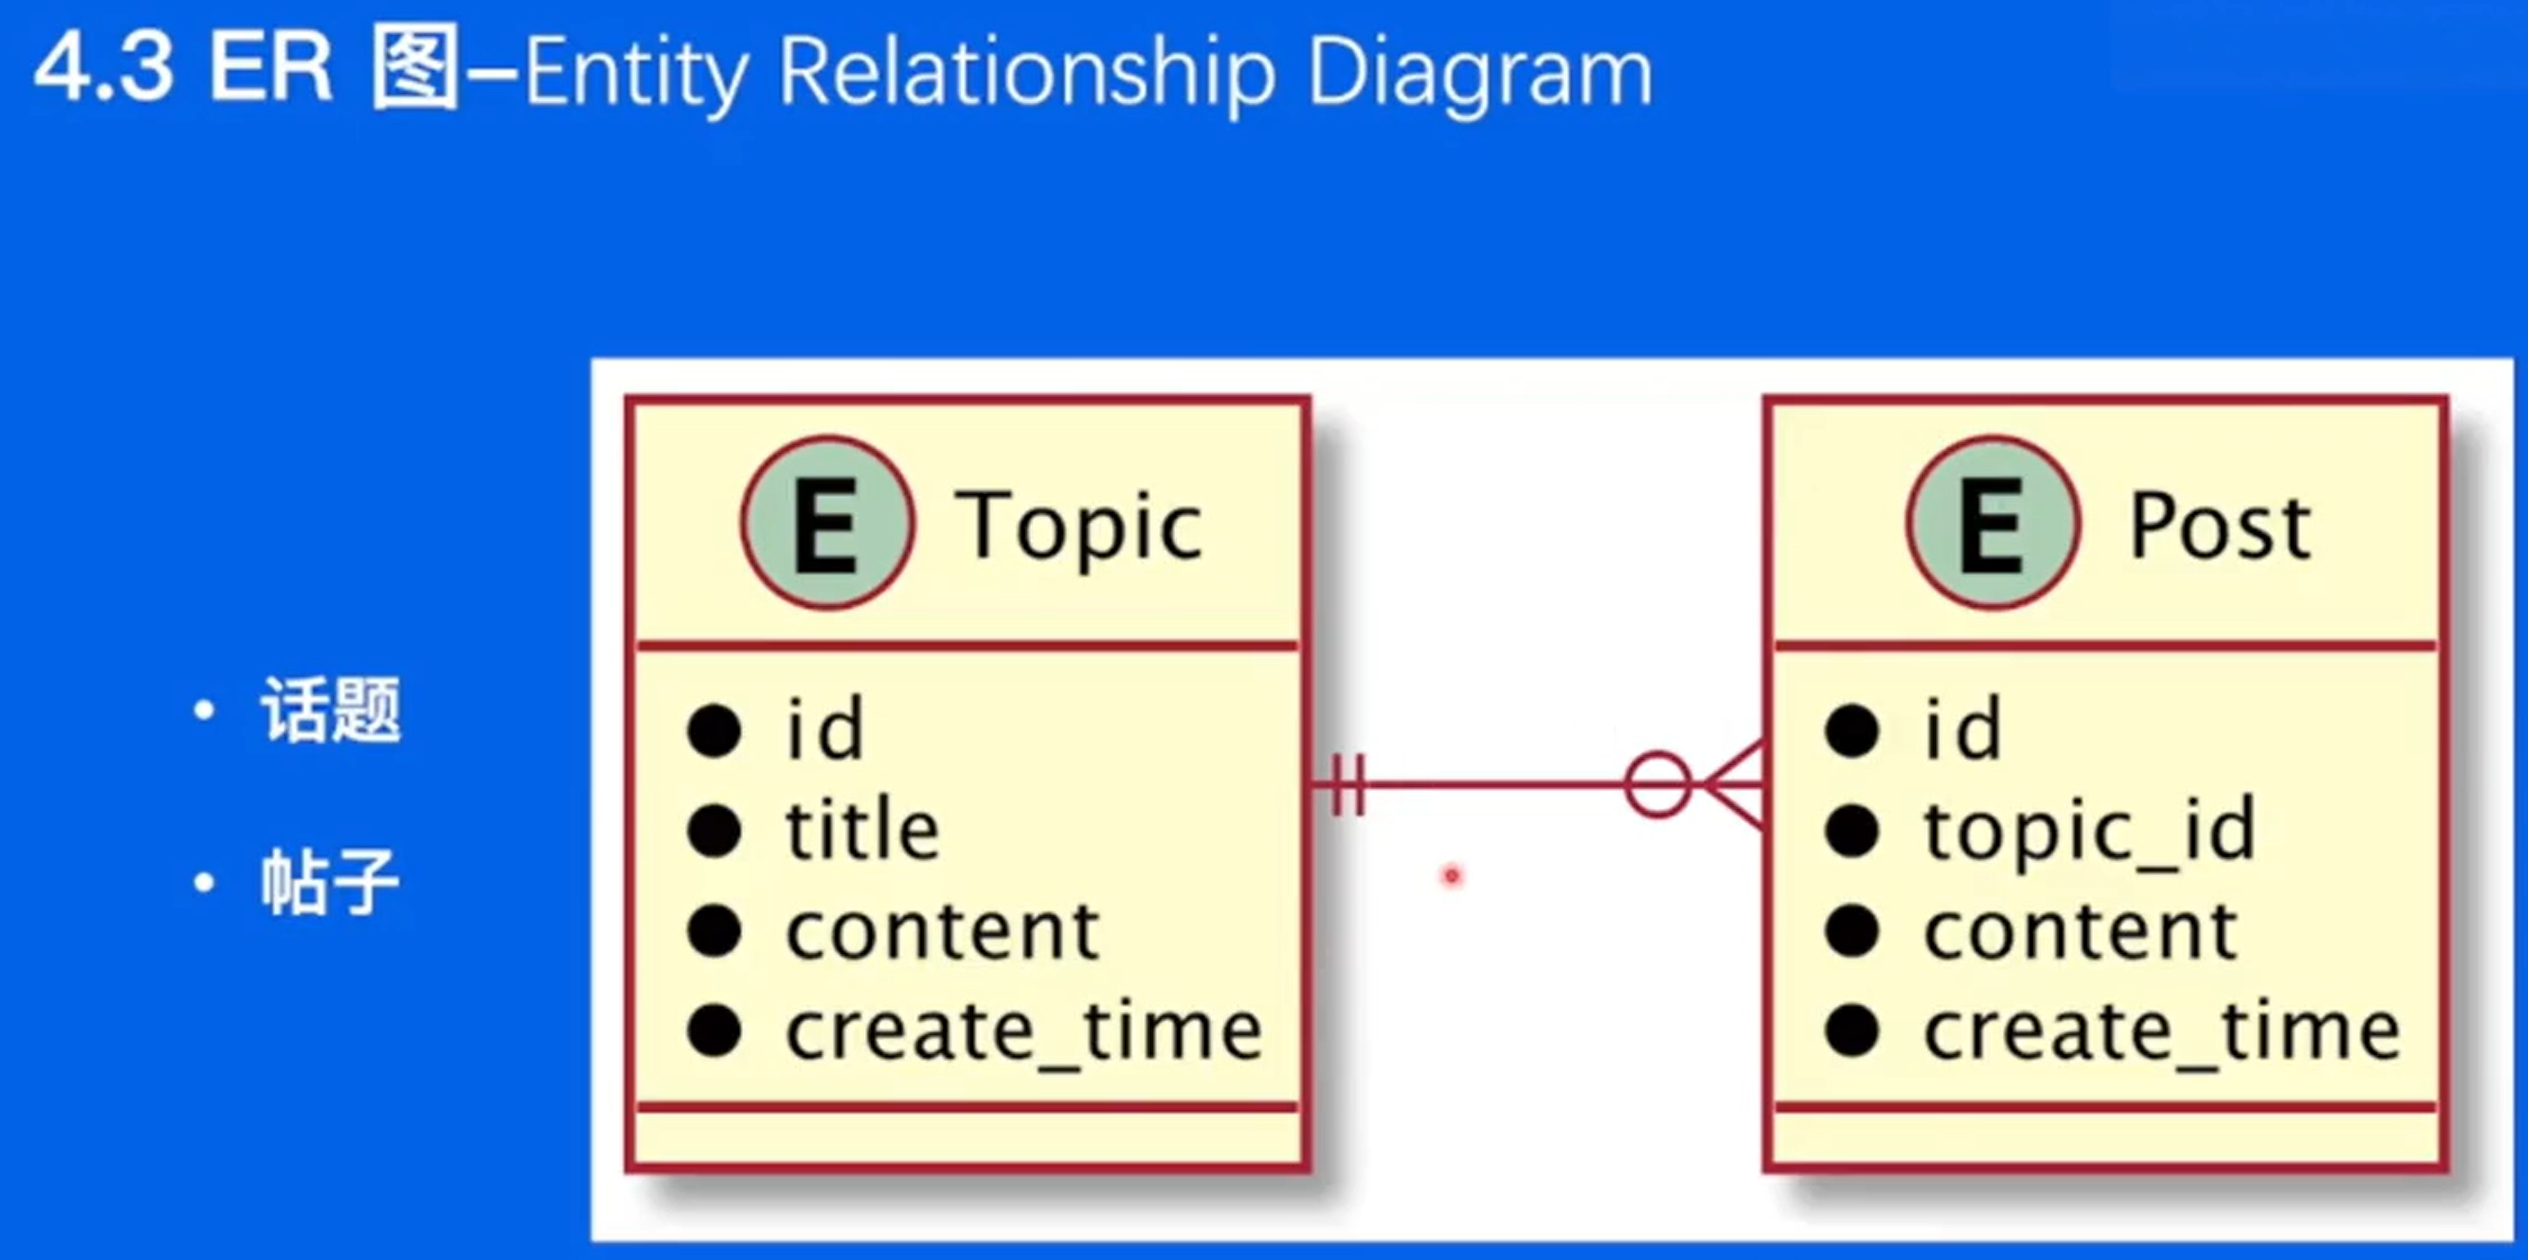 4.3 ER 图–Entity Relationship Diagram
• 话题
• 帖子
E Topic
id
title
content
create_time
E Post
id
topic_id
content
create_time